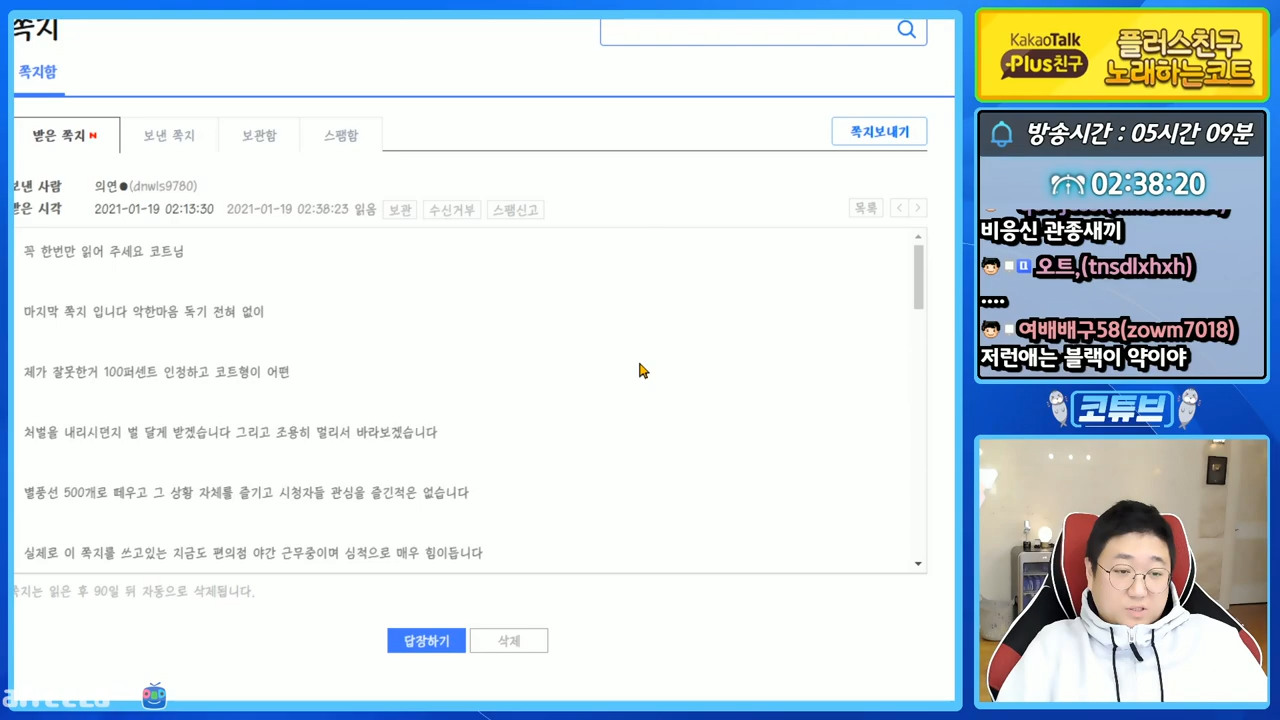 쪽지
쪽지함
받은 쪽지 N
보낸 쪽지
보관함
스팸함
쪽지보내기
보낸 사람 의연●(dnwls9780)
받은 시각 2021-01-19 02:13:30 2021-01-19 02:38:23 읽음 보관 수신거부 스팸신고
목록 < >
꼭 한번만 읽어 주세요 코트님
마지막 쪽지 입니다 악한마음 독기 전혀 없이
제가 잘못한거 100퍼센트 인정하고 코트형이 어떤
처벌을 내리시던지 벌 달게 받겠습니다 그리고 조용히 멀리서 바라보겠습니다
별풍선 500개로 떼우고 그 상황 자체를 즐기고 시청자들 관심을 즐긴적은 없습니다
실제로 이 쪽지를 쓰고있는 지금도 편의점 야간 근무중이며 심적으로 매우 힘이듭니다
쪽지는 읽은 후 90일 뒤 자동으로 삭제됩니다.
답장하기
삭제
KakaoTalk
Plus친구
플러스친구
노래하는코트
방송시간 : 05시간 09분
02:38:20
비응신 관종새끼
오트,(tnsdlxhxh)
....
여배배구58(zowm7018)
저런애는 블랙이 약이야
코튜브